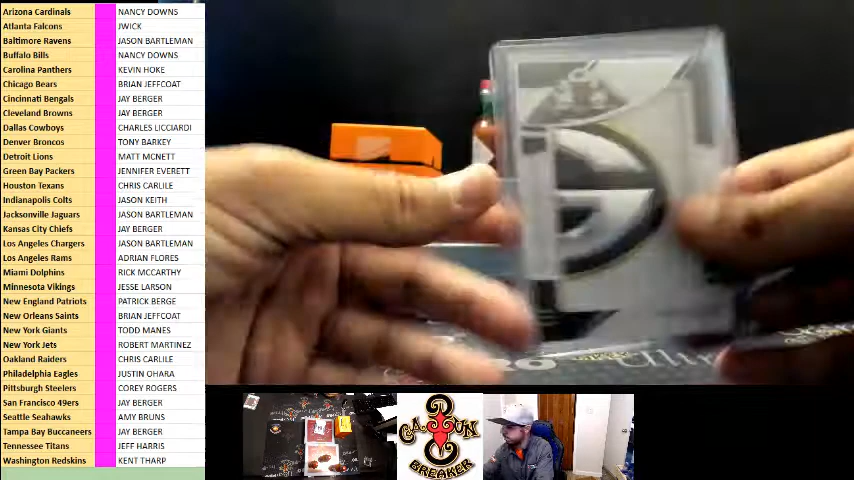 Arizona Cardinals NANCY DOWNS
Atlanta Falcons JWICK
Baltimore Ravens JASON BARTLEMAN
Buffalo Bills NANCY DOWNS
Carolina Panthers KEVIN HOKE
Chicago Bears BRIAN JEFFCOAT
Cincinnati Bengals JAY BERGER
Cleveland Browns JAY BERGER
Dallas Cowboys CHARLES LICCIARDI
Denver Broncos TONY BARKEY
Detroit Lions MATT MCNETT
Green Bay Packers JENNIFER EVERETT
Houston Texans CHRIS CARLILE
Indianapolis Colts JASON KEITH
Jacksonville Jaguars JASON BARTLEMAN
Kansas City Chiefs JAY BERGER
Los Angeles Chargers JASON BARTLEMAN
Los Angeles Rams ADRIAN FLORES
Miami Dolphins RICK MCCARTHY
Minnesota Vikings JESSE LARSON
New England Patriots PATRICK BERGE
New Orleans Saints BRIAN JEFFCOAT
New York Giants TODD MANES
New York Jets ROBERT MARTINEZ
Oakland Raiders CHRIS CARLILE
Philadelphia Eagles JUSTIN OHARA
Pittsburgh Steelers COREY ROGERS
San Francisco 49ers JAY BERGER
Seattle Seahawks AMY BRUNS
Tampa Bay Buccaneers JAY BERGER
Tennessee Titans JEFF HARRIS
Washington Redskins KENT THARP
CAJUN
BREAKER